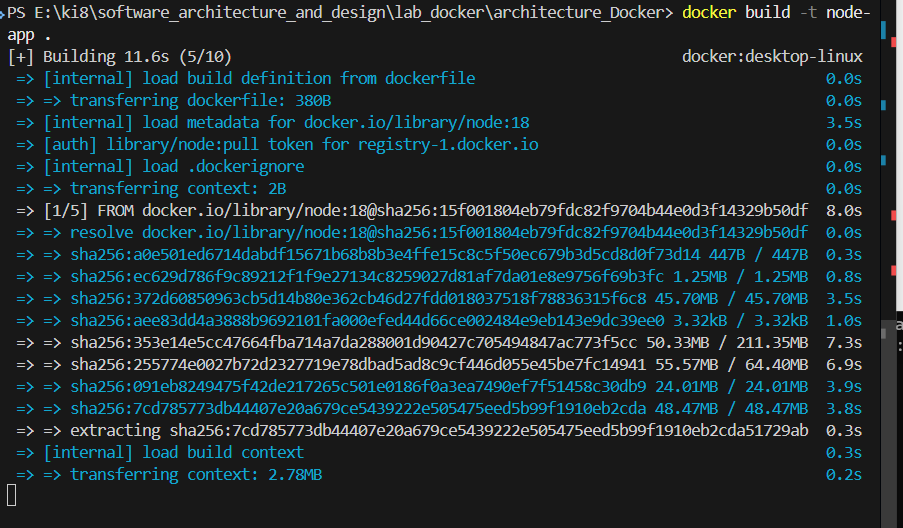 PS E:\ki8\software_architecture_and_design\lab_docker\architecture_Docker> docker build -t node-
app .
[+] Building 11.6s (5/10) docker:desktop-linux
=> [internal] load build definition from dockerfile 0.0s
=> => transferring dockerfile: 380B 0.0s
=> [internal] load metadata for docker.io/library/node:18 3.5s
=> [auth] library/node:pull token for registry-1.docker.io 0.0s
=> [internal] load .dockerignore 0.0s
=> => transferring context: 2B 0.0s
=> [1/5] FROM docker.io/library/node:18@sha256:15f001804eb79fdc82f9704b44e0d3f14329b50df 8.0s
=> => resolve docker.io/library/node:18@sha256:15f001804eb79fdc82f9704b44e0d3f14329b50df 0.0s
=> => sha256:a0e501ed6714dabdf15671b68b8b3e4ffe15c8c5f50ec679b3d5cd8d0f73d14 447B / 447B 0.3s
=> => sha256:ec629d786f9c89212f1f9e27134c8259027d81af7da01e8e9756f69b3fc 1.25MB / 1.25MB 0.8s
=> => sha256:372d60850963cb5d14b80e362cb46d27fdd018037518f78836315f6c8 45.70MB / 45.70MB 3.5s
=> => sha256:aee83dd4a3888b9692101fa000efed44d66ce002484e9eb143e9dc39ee0 3.32kB / 3.32kB 1.0s
=> => sha256:353e14e5cc47664fba714a7da288001d90427c705494847ac773f5cc 50.33MB / 211.35MB 7.3s
=> => sha256:255774e0027b72d2327719e78dbad5ad8c9cf446d055e45be7fc14941 55.57MB / 64.40MB 6.9s
=> => sha256:091eb8249475f42de217265c501e0186f0a3ea7490ef7f51458c30db9 24.01MB / 24.01MB 3.9s
=> => sha256:7cd785773db44407e20a679ce5439222e505475eed5b99f1910eb2cda 48.47MB / 48.47MB 3.8s
=> => extracting sha256:7cd785773db44407e20a679ce5439222e505475eed5b99f1910eb2cda51729ab 0.3s
=> [internal] load build context 0.3s
=> => transferring context: 2.78MB 0.2s